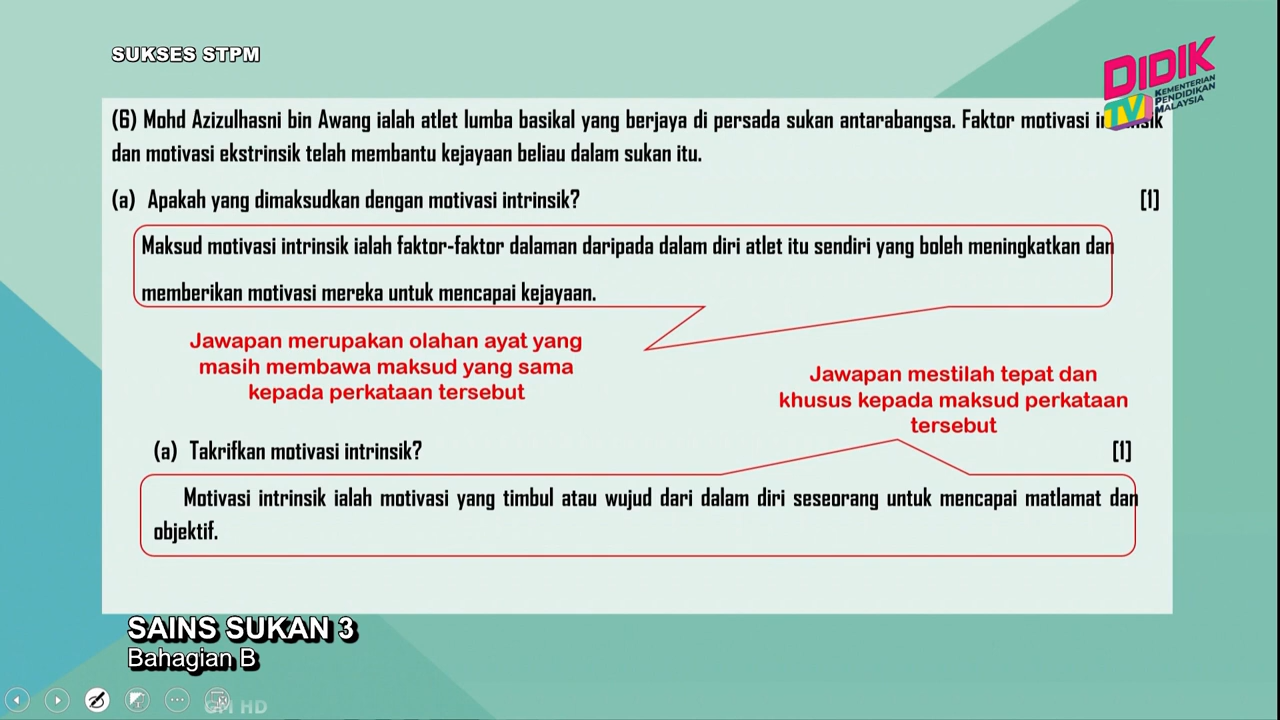 SUKSES STPM
DIDIK
TV KEMENTERIAN
PENDIDIKAN
MALAYSIA
(6) Mohd Azizulhasni bin Awang ialah atlet lumba basikal yang berjaya di persada sukan antarabangsa. Faktor motivasi intrinsik
dan motivasi ekstrinsik telah membantu kejayaan beliau dalam sukan itu.
(a) Apakah yang dimaksudkan dengan motivasi intrinsik? [1]
Maksud motivasi intrinsik ialah faktor-faktor dalaman daripada dalam diri atlet itu sendiri yang boleh meningkatkan dan
memberikan motivasi mereka untuk mencapai kejayaan.
Jawapan merupakan olahan ayat yang
masih membawa maksud yang sama
kepada perkataan tersebut
Jawapan mestilah tepat dan
khusus kepada maksud perkataan
tersebut
(a) Takrifkan motivasi intrinsik? [1]
Motivasi intrinsik ialah motivasi yang timbul atau wujud dari dalam diri seseorang untuk mencapai matlamat dan
objektif.
SAINS SUKAN 3
Bahagian B